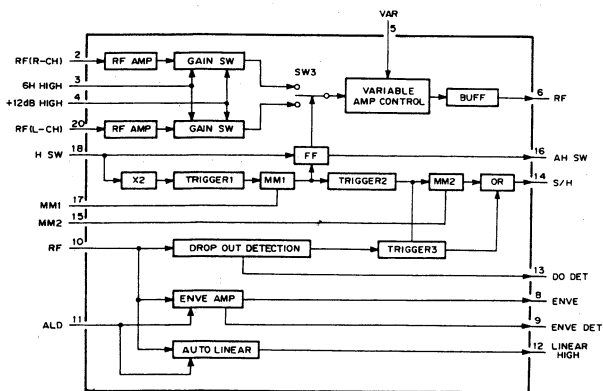 VAR
5
RF(R-CH) 2 RF AMP GAIN SW
SW3
6H HIGH 3
+12dB HIGH 4
VARIABLE
AMP CONTROL
BUFF 6 RF
RF(L-CH) 20 RF AMP GAIN SW
H SW 18 FF 16 AH SW
X2 TRIGGER1 MM1 TRIGGER2 MM2 OR 14 S/H
MM1 17
MM2 15
RF 10 DROP OUT DETECTION TRIGGER3
13 DO DET
ENVE AMP 8 ENVE
ALD 11 9 ENVE DET
AUTO LINEAR 12 LINEAR
HIGH